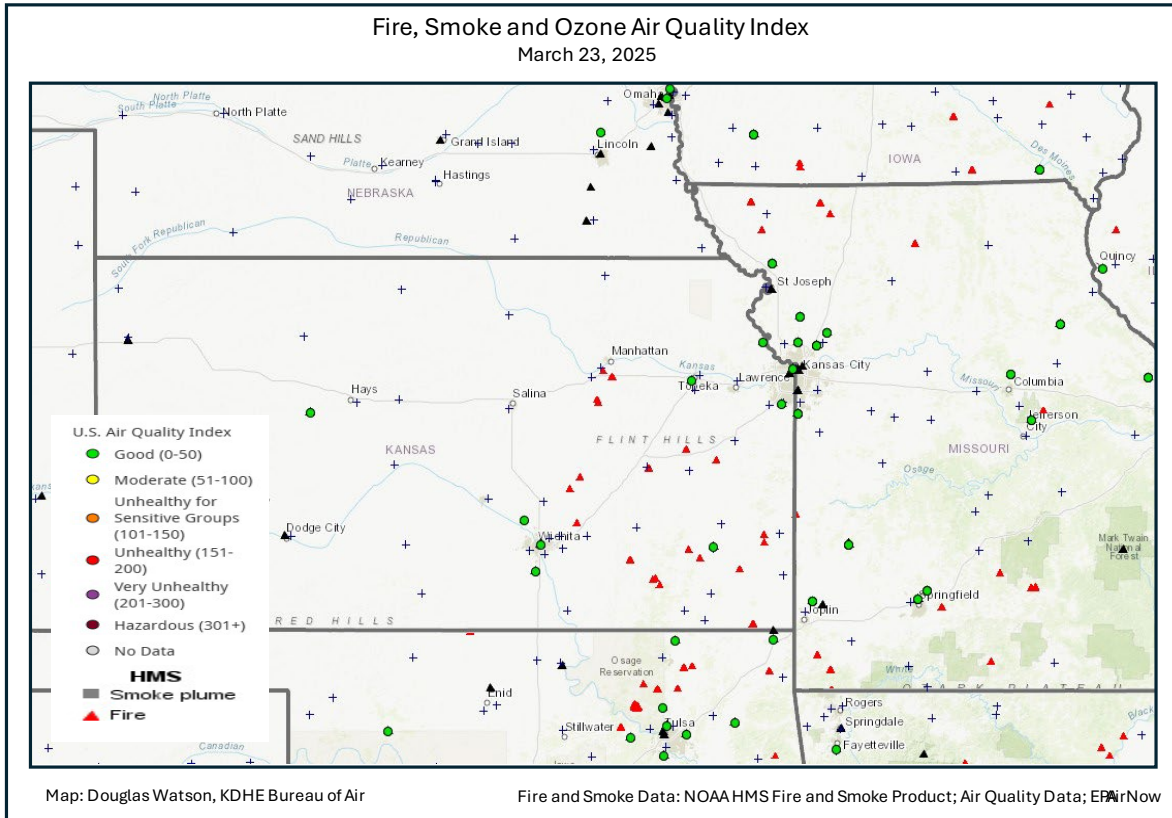 Fire, Smoke and Ozone Air Quality Index
March 23, 2025
North Platte
South Platte
North Platte
SAND HILLS
Grand Island
Platte
Kearney
Hastings
NEBRASKA
Omaha
Lincoln
IOWA
Des Moines
South Fork Republican
Republican
Quincy
St Joseph
Manhattan
Kansas
Topeka
Lawrence
Kansas City
Missouri
Columbia
Hays
Salina
Jefferson
City
FLINT HILLS
KANSAS
MISSOURI
Osage
U.S. Air Quality Index
Good (0-50)
Moderate (51-100)
Unhealthy for
Sensitive Groups
(101-150)
Unhealthy (151-
200)
Very Unhealthy
(201-300)
Hazardous (301+)
No Data
HMS
Smoke plume
Fire
Dodge City
Wichita
Mark Twain
National
Forest
Springfield
Joplin
RED HILLS
Osage
Reservation
White
OZARK PLATEAU
Enid
Stillwater
Tulsa
Rogers
Springdale
Fayetteville
Black
Canadian
Map: Douglas Watson, KDHE Bureau of Air
Fire and Smoke Data: NOAA HMS Fire and Smoke Product; Air Quality Data; EPA AirNow